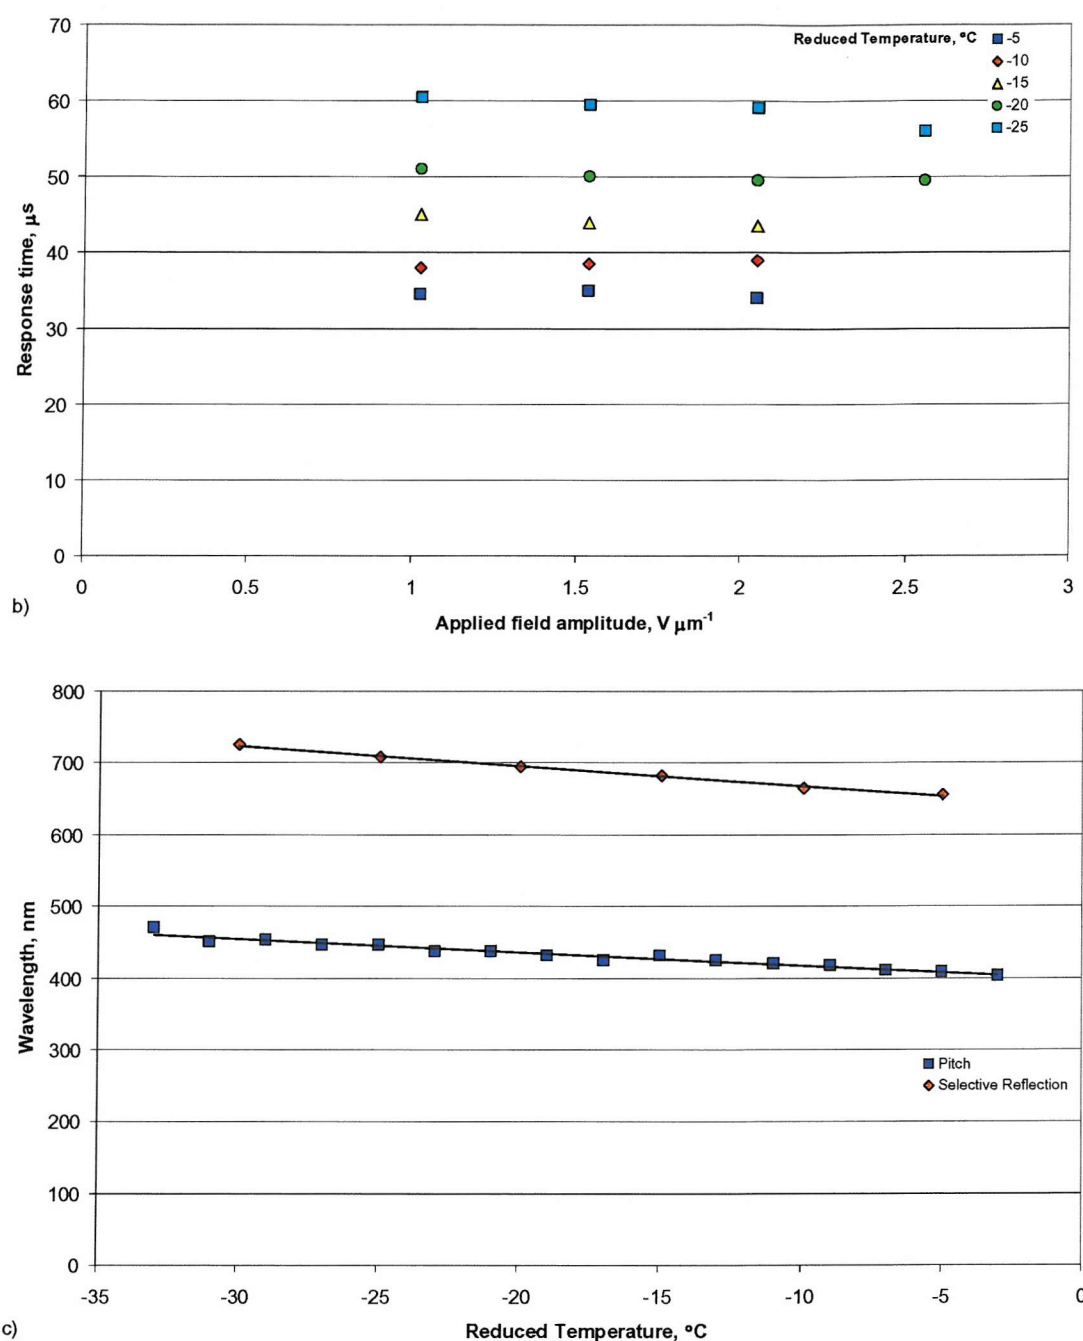 70
60
50
40
30
20
10
0
Response time, μs
Reduced Temperature, °C
-5
-10
-15
-20
-25
0 0.5 1 1.5 2 2.5 3
b)
Applied field amplitude, V μm⁻¹
800
700
600
500
400
300
200
100
0
Wavelength, nm
Pitch
Selective Reflection
-35 -30 -25 -20 -15 -10 -5 0
c)
Reduced Temperature, °C